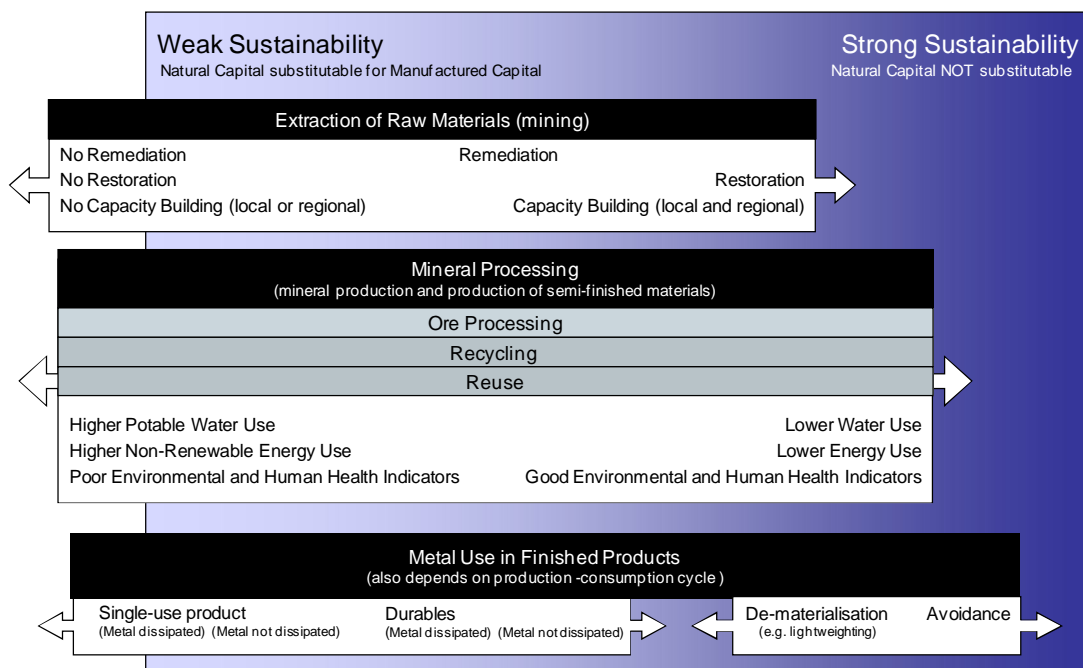 Weak Sustainability
Natural Capital substitutable for Manufactured Capital
Strong Sustainability
Natural Capital NOT substitutable
Extraction of Raw Materials (mining)
No Remediation
Remediation
No Restoration
Restoration
No Capacity Building (local or regional)
Capacity Building (local and regional)
Mineral Processing
(mineral production and production of semi-finished materials)
Ore Processing
Recycling
Reuse
Higher Potable Water Use
Lower Water Use
Higher Non-Renewable Energy Use
Lower Energy Use
Poor Environmental and Human Health Indicators
Good Environmental and Human Health Indicators
Metal Use in Finished Products
(also depends on production -consumption cycle )
Single-use product
Durables
De-materialisation
Avoidance
(Metal dissipated) (Metal not dissipated)
(Metal dissipated) (Metal not dissipated)
(e.g. lightweighting)